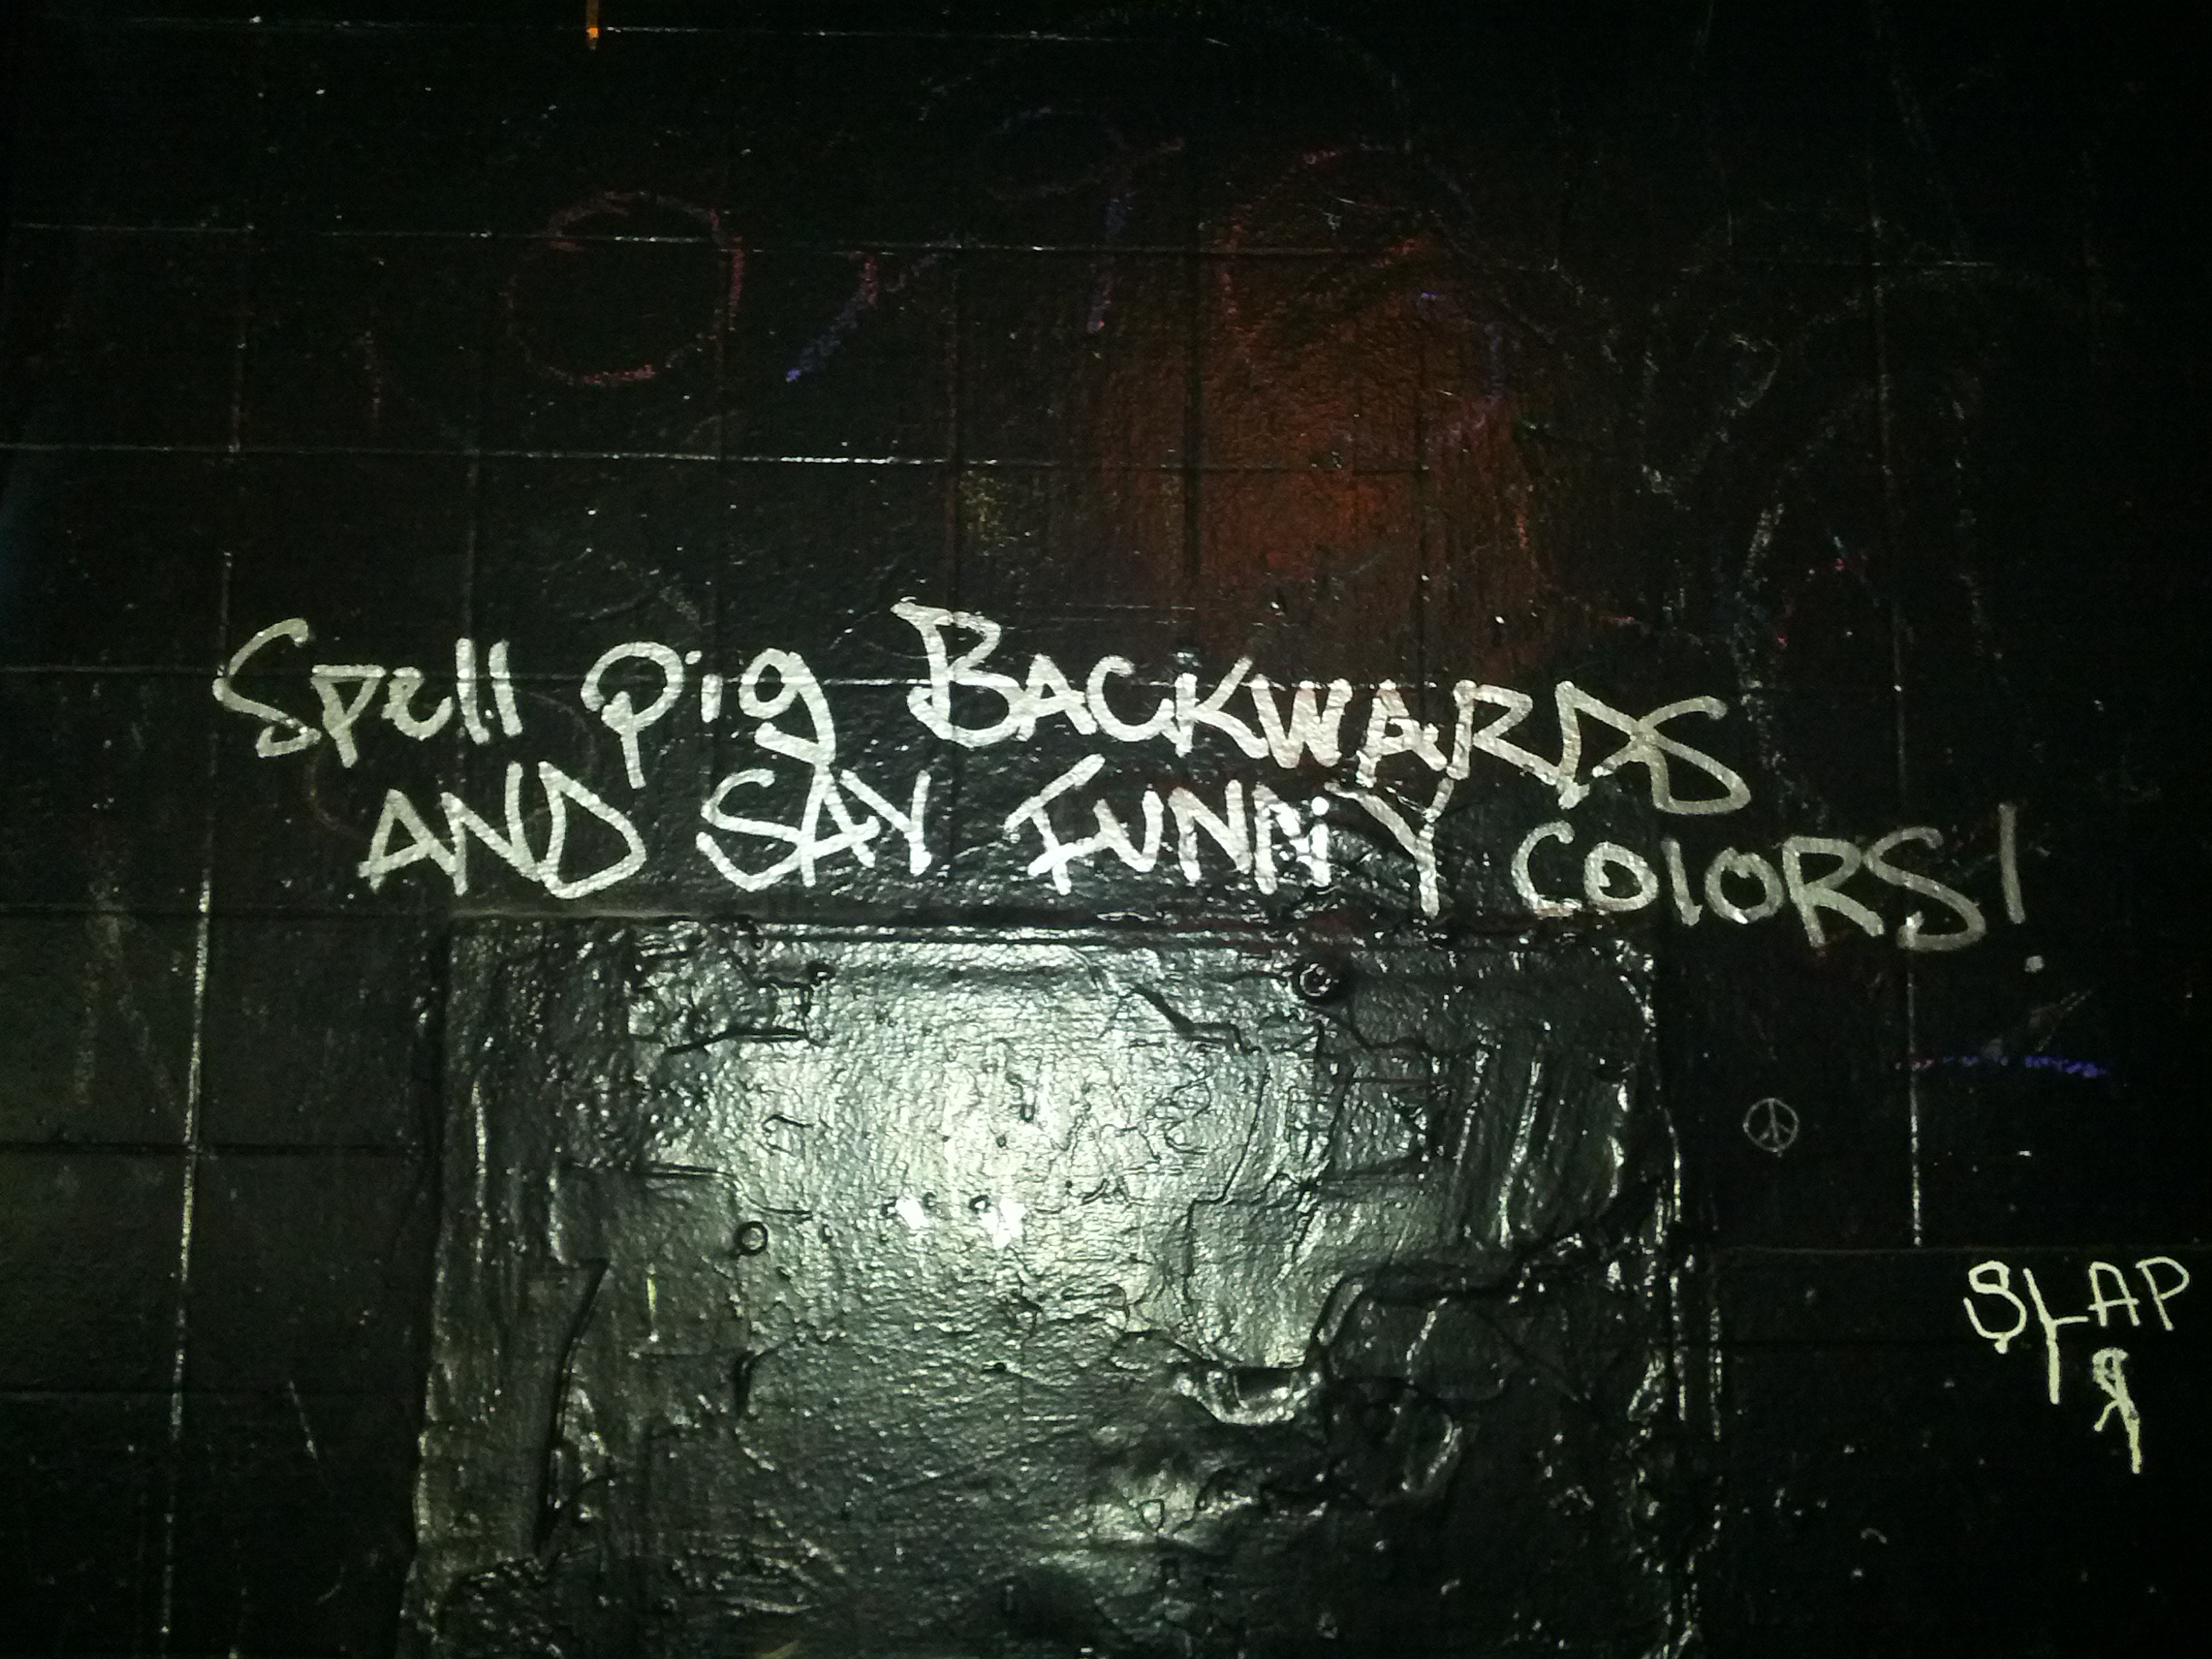 Spell pig BACKWARDS
AND SAY FUNNY COlORS!
SLAP